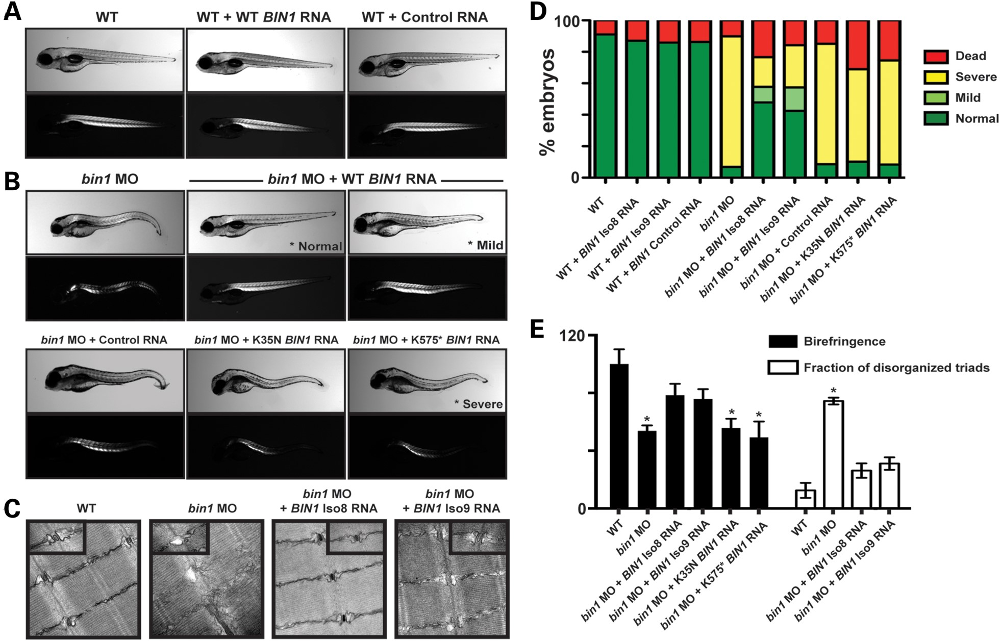 A
WT
WT + WT BIN1 RNA
WT + Control RNA
B
bin1 MO
bin1 MO + WT BIN1 RNA
* Normal
* Mild
bin1 MO + Control RNA
bin1 MO + K35N BIN1 RNA
bin1 MO + K575* BIN1 RNA
* Severe
C
WT
bin1 MO
bin1 MO
+ BIN1 Iso8 RNA
bin1 MO
+ BIN1 Iso9 RNA
D
100
0
% embryos
Dead
Severe
Mild
Normal
WT
WT + BIN1 Iso8 RNA
WT + BIN1 Iso9 RNA
WT + BIN1 Control RNA
bin1 MO
bin1 MO + BIN1 Iso8 RNA
bin1 MO + BIN1 Iso9 RNA
bin1 MO + Control RNA
bin1 MO + K35N BIN1 RNA
bin1 MO + K575* BIN1 RNA
E
120
0
Birefringence
Fraction of disorganized triads
*
*
*
*
WT
bin1 MO
bin1 MO + BIN1 Iso8 RNA
bin1 MO + BIN1 Iso9 RNA
bin1 MO + K35N BIN1 RNA
bin1 MO + K575* BIN1 RNA
WT
bin1 MO
bin1 MO + BIN1 Iso8 RNA
bin1 MO + BIN1 Iso9 RNA